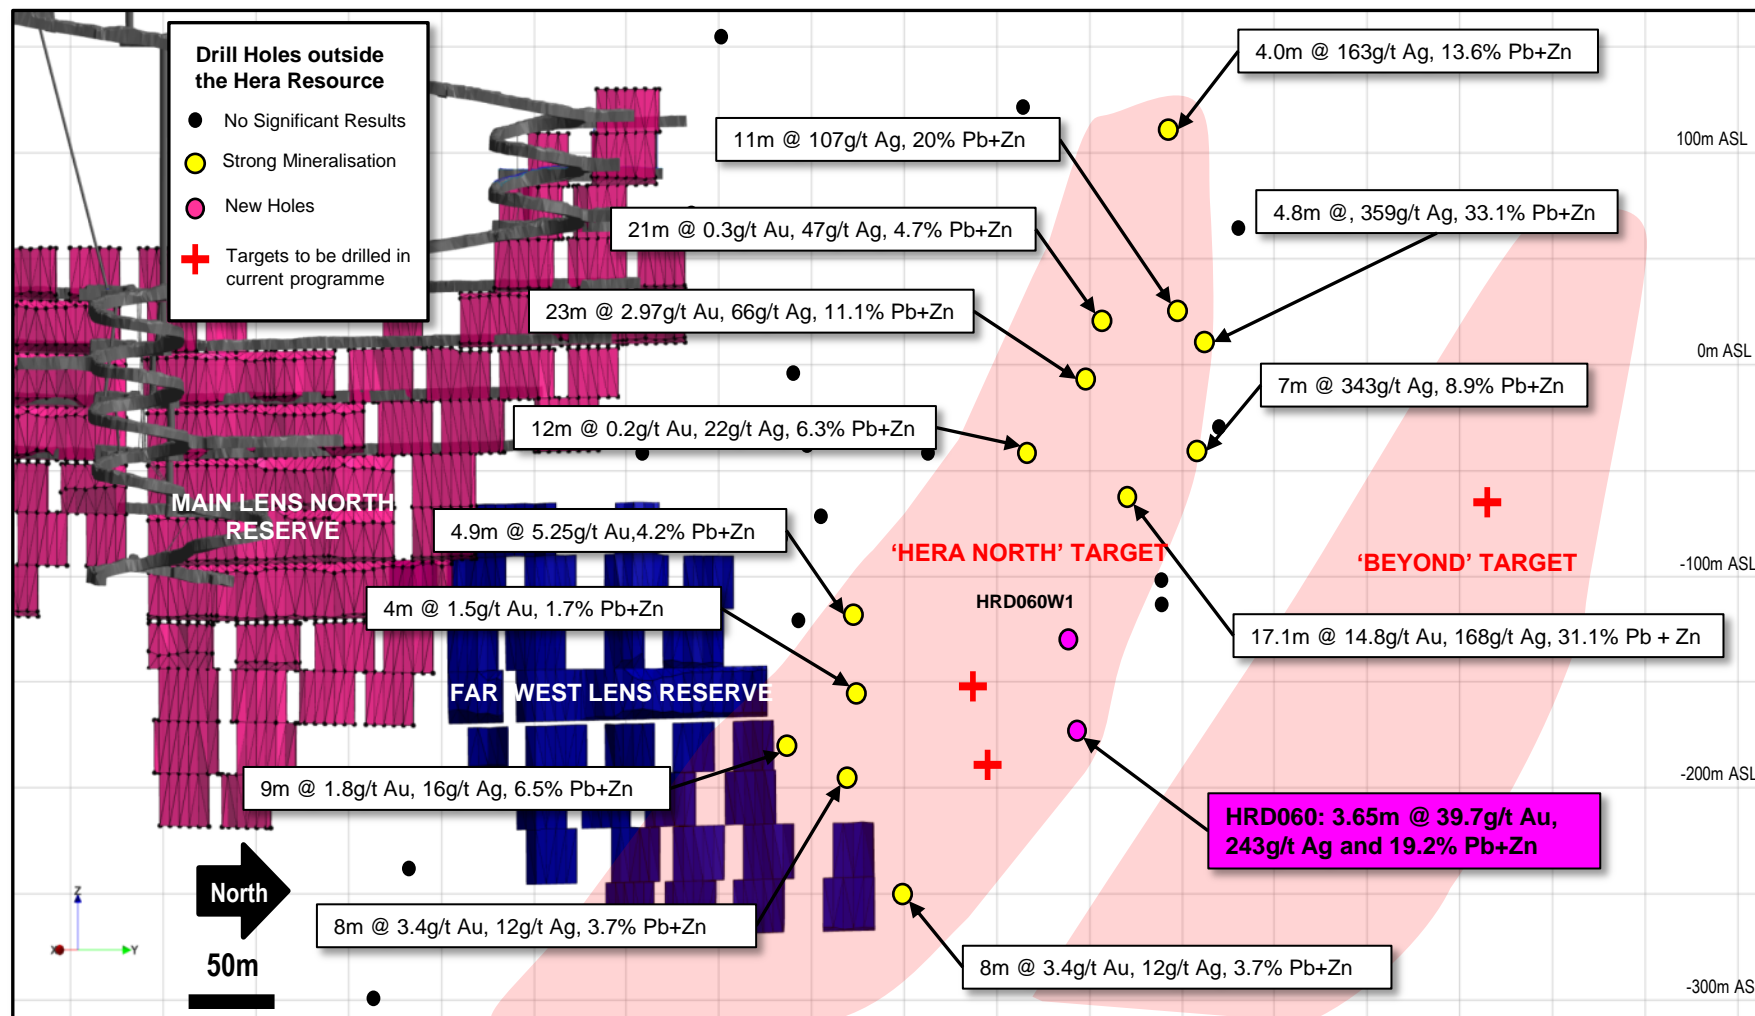 Drill Holes outside
the Hera Resource
No Significant Results
Strong Mineralisation
New Holes
Targets to be drilled in
current programme
4.0m @ 163g/t Ag, 13.6% Pb+Zn
11m @ 107g/t Ag, 20% Pb+Zn
100m ASL
4.8m @, 359g/t Ag, 33.1% Pb+Zn
21m @ 0.3g/t Au, 47g/t Ag, 4.7% Pb+Zn
23m @ 2.97g/t Au, 66g/t Ag, 11.1% Pb+Zn
0m ASL
7m @ 343g/t Ag, 8.9% Pb+Zn
12m @ 0.2g/t Au, 22g/t Ag, 6.3% Pb+Zn
MAIN LENS NORTH
RESERVE
4.9m @ 5.25g/t Au,4.2% Pb+Zn
‘HERA NORTH’ TARGET
‘BEYOND’ TARGET
-100m ASL
HRD060W1
4m @ 1.5g/t Au, 1.7% Pb+Zn
17.1m @ 14.8g/t Au, 168g/t Ag, 31.1% Pb + Zn
FAR WEST LENS RESERVE
9m @ 1.8g/t Au, 16g/t Ag, 6.5% Pb+Zn
-200m ASL
HRD060: 3.65m @ 39.7g/t Au,
243g/t Ag and 19.2% Pb+Zn
North
Z
X
Y
8m @ 3.4g/t Au, 12g/t Ag, 3.7% Pb+Zn
50m
8m @ 3.4g/t Au, 12g/t Ag, 3.7% Pb+Zn
-300m AS